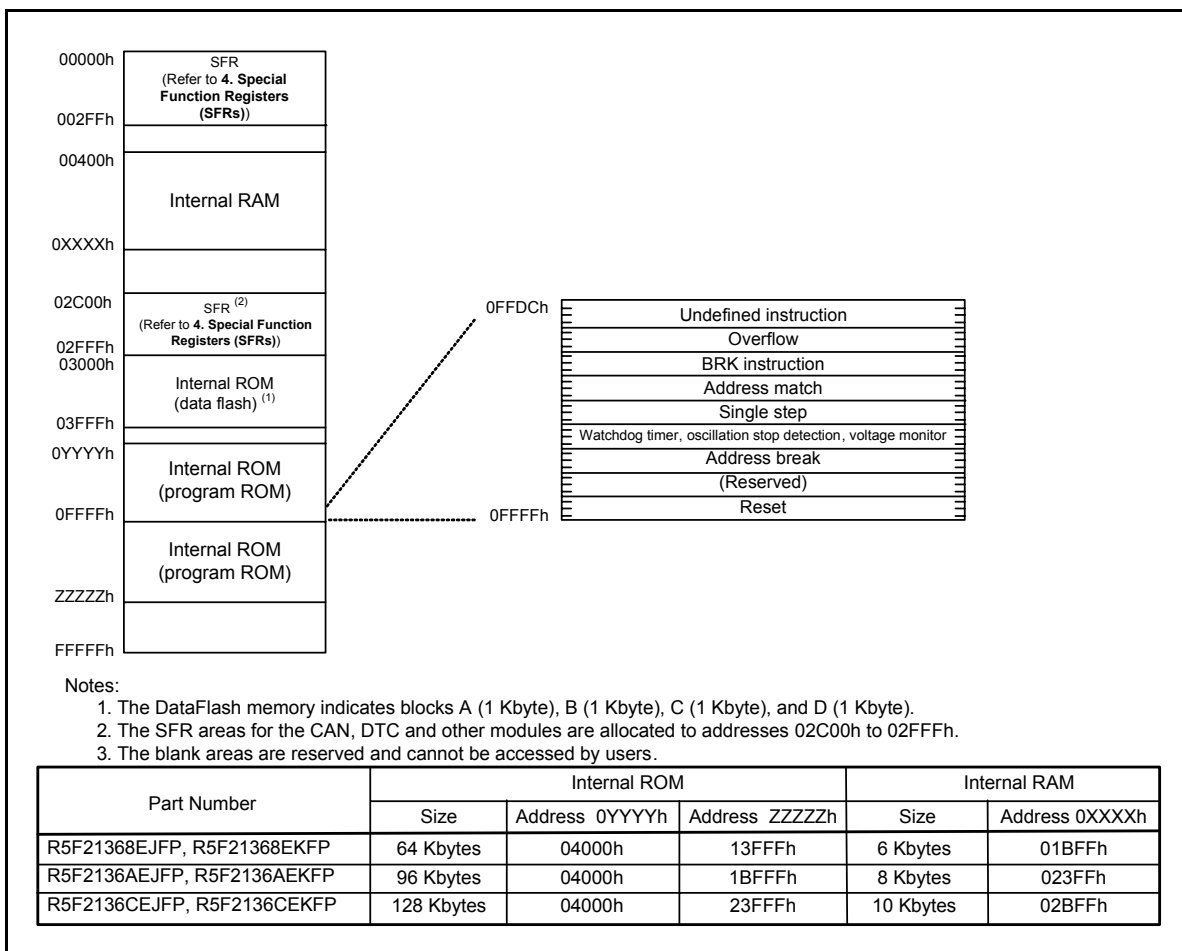 00000h
SFR
(Refer to 4. Special
Function Registers
(SFRs))
002FFh
00400h
Internal RAM
0XXXXh
02C00h
SFR (2)
(Refer to 4. Special Function
Registers (SFRs))
02FFFh
03000h
Internal ROM
(data flash) (1)
03FFFh
0YYYYh
Internal ROM
(program ROM)
0FFFFh
Internal ROM
(program ROM)
ZZZZZh
FFFFFh
0FFDCh
Undefined instruction
Overflow
BRK instruction
Address match
Single step
Watchdog timer, oscillation stop detection, voltage monitor
Address break
(Reserved)
Reset
0FFFFh
Notes:
1. The DataFlash memory indicates blocks A (1 Kbyte), B (1 Kbyte), C (1 Kbyte), and D (1 Kbyte).
2. The SFR areas for the CAN, DTC and other modules are allocated to addresses 02C00h to 02FFFh.
3. The blank areas are reserved and cannot be accessed by users.
Part Number Internal ROM Internal RAM
Size Address 0YYYYh Address ZZZZZh Size Address 0XXXXh
R5F21368EJFP, R5F21368EKFP 64 Kbytes 04000h 13FFFh 6 Kbytes 01BFFh
R5F2136AEJFP, R5F2136AEKFP 96 Kbytes 04000h 1BFFFh 8 Kbytes 023FFh
R5F2136CEJFP, R5F2136CEKFP 128 Kbytes 04000h 23FFFh 10 Kbytes 02BFFh